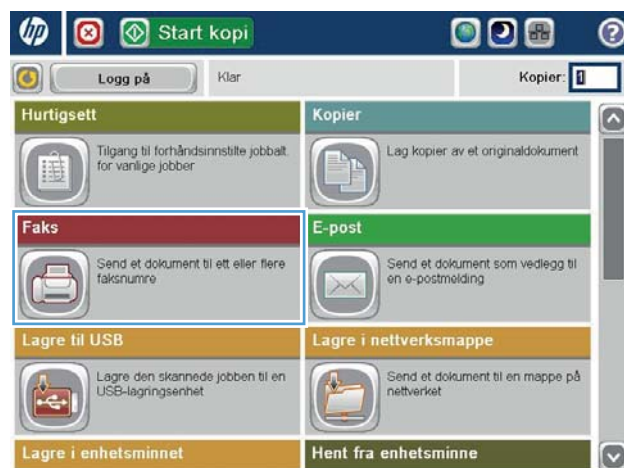 hp
Start kopi
?
Logg på
Klar
Kopier: 1
Hurtigsett
Tilgang til forhåndsinnstilte jobbalt.
for vanlige jobber
Kopier
Lag kopier av et originaldokument
Faks
Send et dokument til ett eller flere
faksnumre
E-post
Send et dokument som vedlegg til
en e-postmelding
Lagre til USB
Lagre den skannede jobben til en
USB-lagringsenhet
Lagre i nettverksmappe
Send et dokument til en mappe på
nettverket
Lagre i enhetsminnet
Hent fra enhetsminne